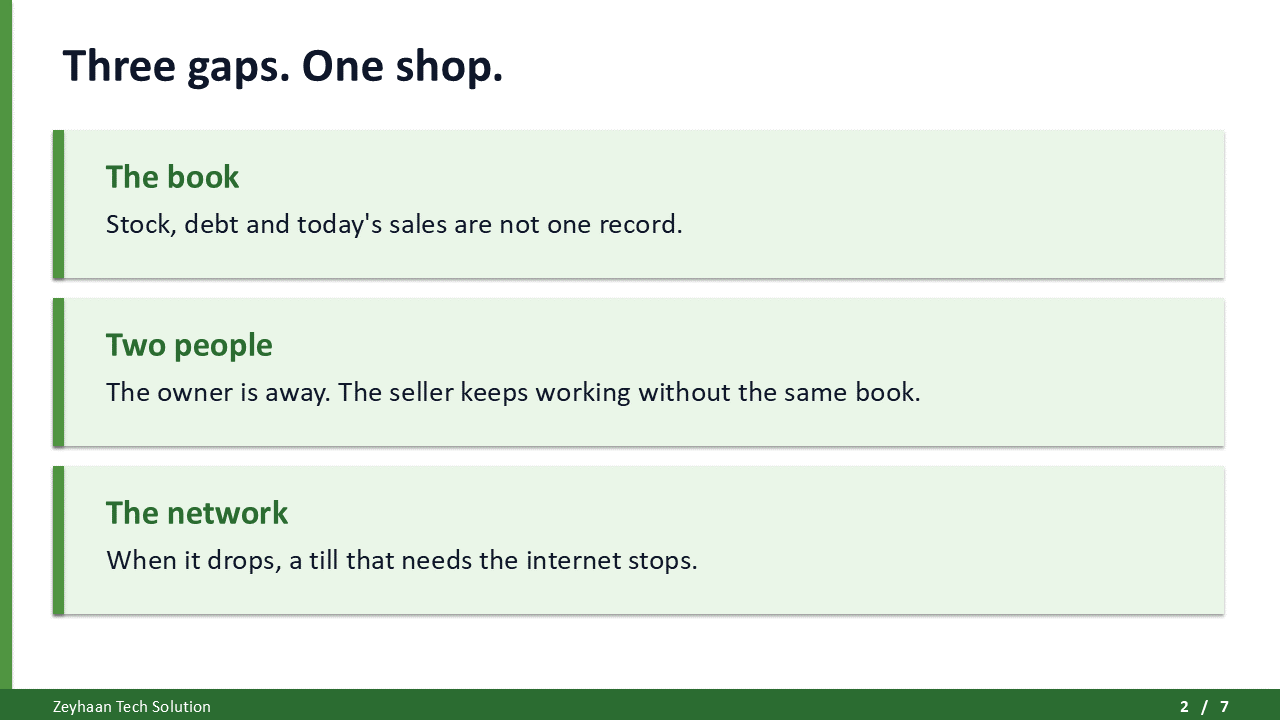 Three gaps. One shop.
The book
Stock, debt and today's sales are not one record.
Two people
The owner is away. The seller keeps working without the same book.
The network
When it drops, a till that needs the internet stops.
Zeyhaan Tech Solution
2 / 7